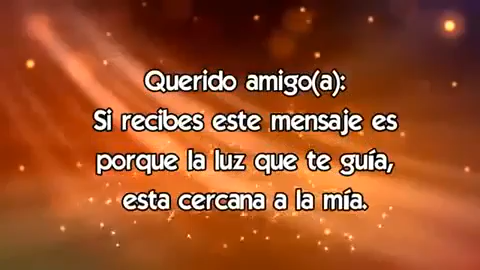 Querido amigo(a):
Si recibes este mensaje es
porque la luz que te guía,
esta cercana a la mía.